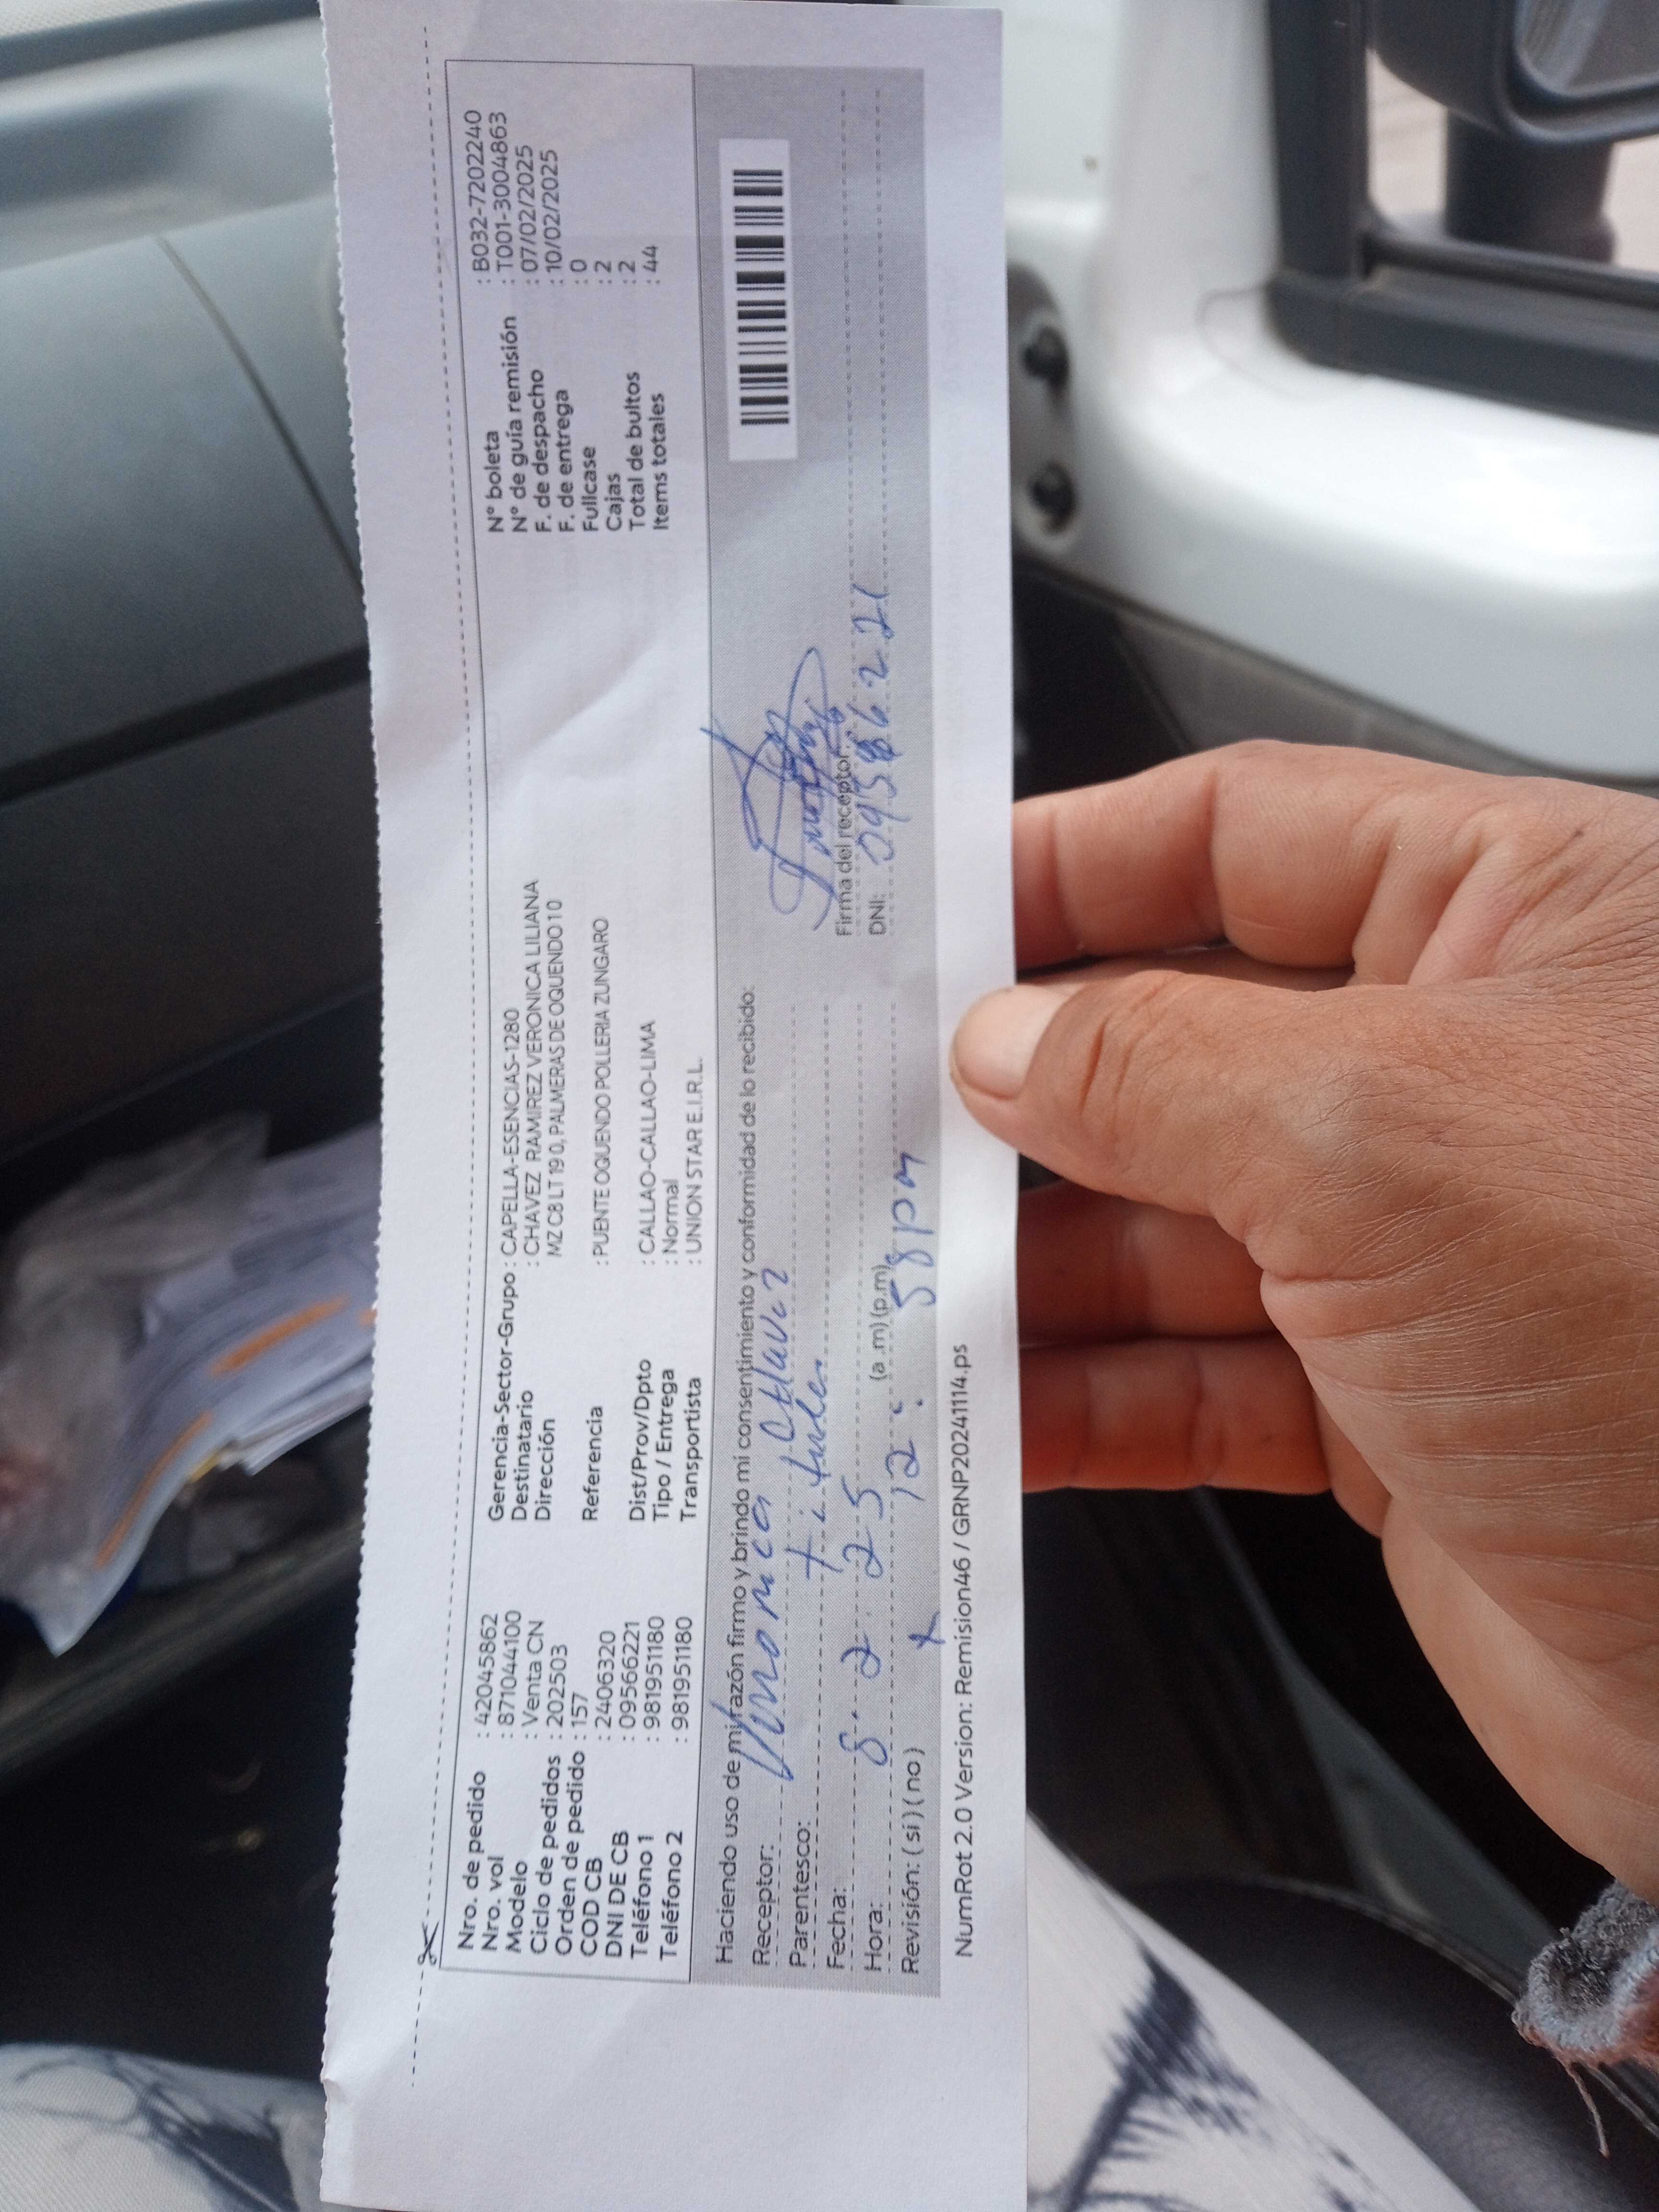 Nro. de pedido : 42045862
Nro. vol : 871044100
Modelo : Venta CN
Ciclo de pedidos : 202503
Orden de pedido : 157
COD CB : 2406320
DNI DE CB : 09566221
Teléfono 1 : 981951180
Teléfono 2 : 981951180
Gerencia-Sector-Grupo : CAPELLA-ESENCIAS-1280
Destinatario : CHAVEZ RAMIREZ VERONICA LILIANA
Dirección MZ C8 LT 19 0, PALMERAS DE OQUENDO 10
Referencia : PUENTE OQUENDO POLLERIA ZUNGARO
Dist/Prov/Dpto : CALLAO-CALLAO-LIMA
Tipo / Entrega : Normal
Transportista : UNION STAR E.I.R.L.
N° boleta : B032-7202240
N° de guía remisión : T001-3004863
F. de despacho : 07/02/2025
F. de entrega : 10/02/2025
Fullcase : 0
Cajas : 2
Total de bultos : 2
Items totales : 44
Haciendo uso de mi razón firmo y brindo mi consentimiento y conformidad de lo recibido:
Receptor: Veronica Chavez
Parentesco: titular
Fecha: 8 - 2 - 25
Hora: 12 : 58 pm (a .m) (p.m)
Revisión: ( si ) ( no ) x
Firma del receptor:
DNI:
NumRot 2.0 Version: Remision46 / GRNP20241114.ps